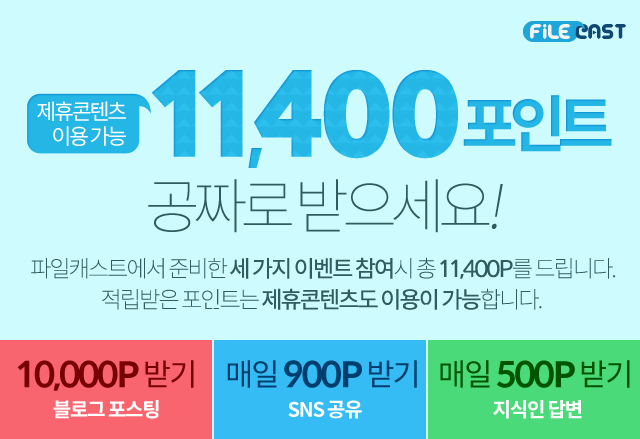 FiLE CAST
제휴콘텐츠
이용 가능
11,400 포인트
공짜로 받으세요!
파일캐스트에서 준비한 세 가지 이벤트 참여시 총 11,400P를 드립니다.
적립받은 포인트는 제휴콘텐츠도 이용이 가능합니다.
10,000P 받기
블로그 포스팅
매일 900P 받기
SNS 공유
매일 500P 받기
지식인 답변